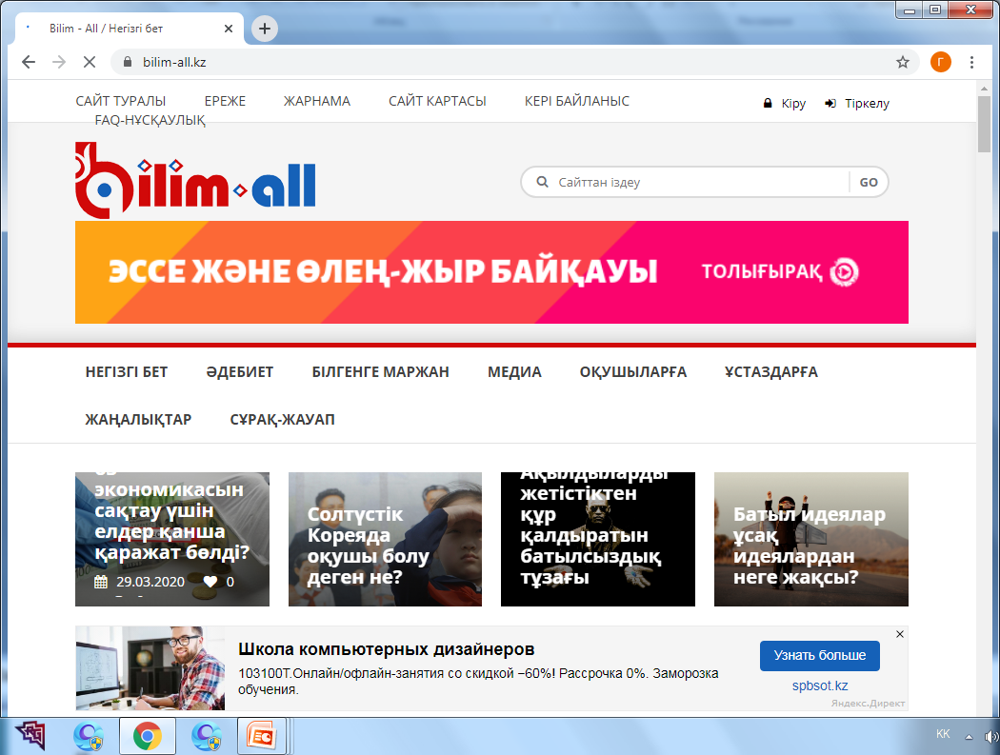 Bilim - All / Негізгі бет
bilim-all.kz
Г
САЙТ ТУРАЛЫ ЕРЕЖЕ ЖАРНАМА САЙТ КАРТАСЫ КЕРІ БАЙЛАНЫС
FAQ-НҰСҚАУЛЫҚ
Кіру Тіркелу
bilim-all
Сайттан іздеу GO
ЭССЕ ЖӘНЕ ӨЛЕҢ-ЖЫР БАЙҚАУЫ ТОЛЫҒЫРАҚ
НЕГІЗГІ БЕТ ӘДЕБИЕТ БІЛГЕНГЕ МАРЖАН МЕДИА ОҚУШЫЛАРҒА ҰСТАЗДАРҒА
ЖАҢАЛЫҚТАР СҰРАҚ-ЖАУАП
экономикасын
сақтау үшін
елдер қанша
қаражат бөлді?
29.03.2020 0
Солтүстік
Кореяда
оқушы болу
деген не?
Ақылдыларды
жетістіктен
құр
қалдыратын
батылсыздық
тұзағы
Батыл идеялар
ұсақ
идеялардан
неге жақсы?
Школа компьютерных дизайнеров
103100Т.Онлайн/офлайн-занятия со скидкой −60%! Рассрочка 0%. Заморозка
обучения.
Узнать больше
spbsot.kz
Яндекс.Директ
KK